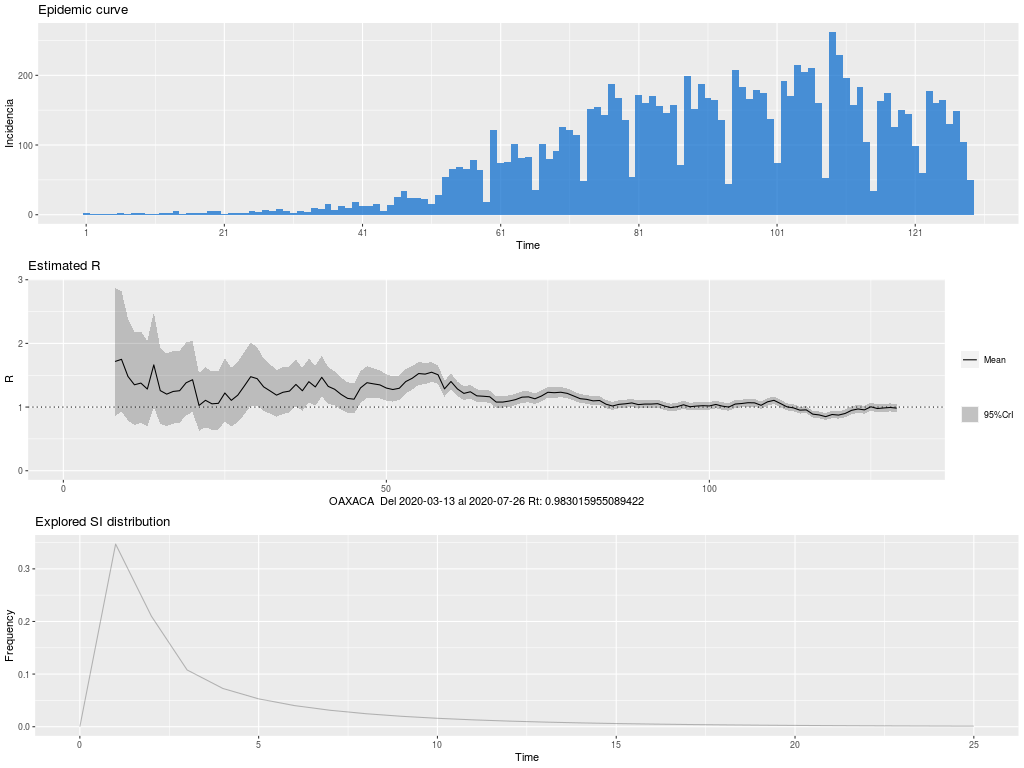 Epidemic curve
Incidencia
200
100
0
1 21 41 61 81 101 121
Time
Estimated R
R
3
2
1
0
0 50 100
OAXACA Del 2020-03-13 al 2020-07-26 Rt: 0.983015955089422
Mean
95%CrI
Explored SI distribution
Frequency
0.3
0.2
0.1
0.0
0 5 10 15 20 25
Time